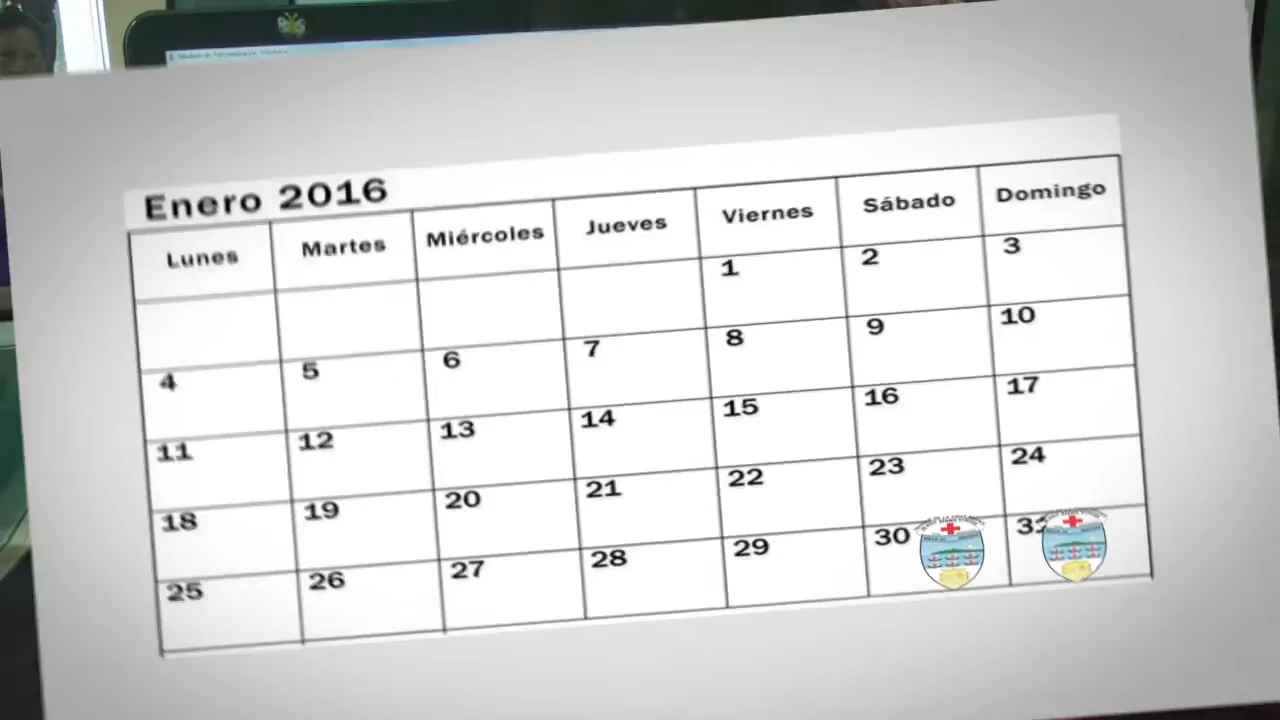 Enero 2016
Lunes Martes Miércoles Jueves Viernes Sábado Domingo
1 2 3
4 5 6 7 8 9 10
11 12 13 14 15 16 17
18 19 20 21 22 23 24
25 26 27 28 29 30